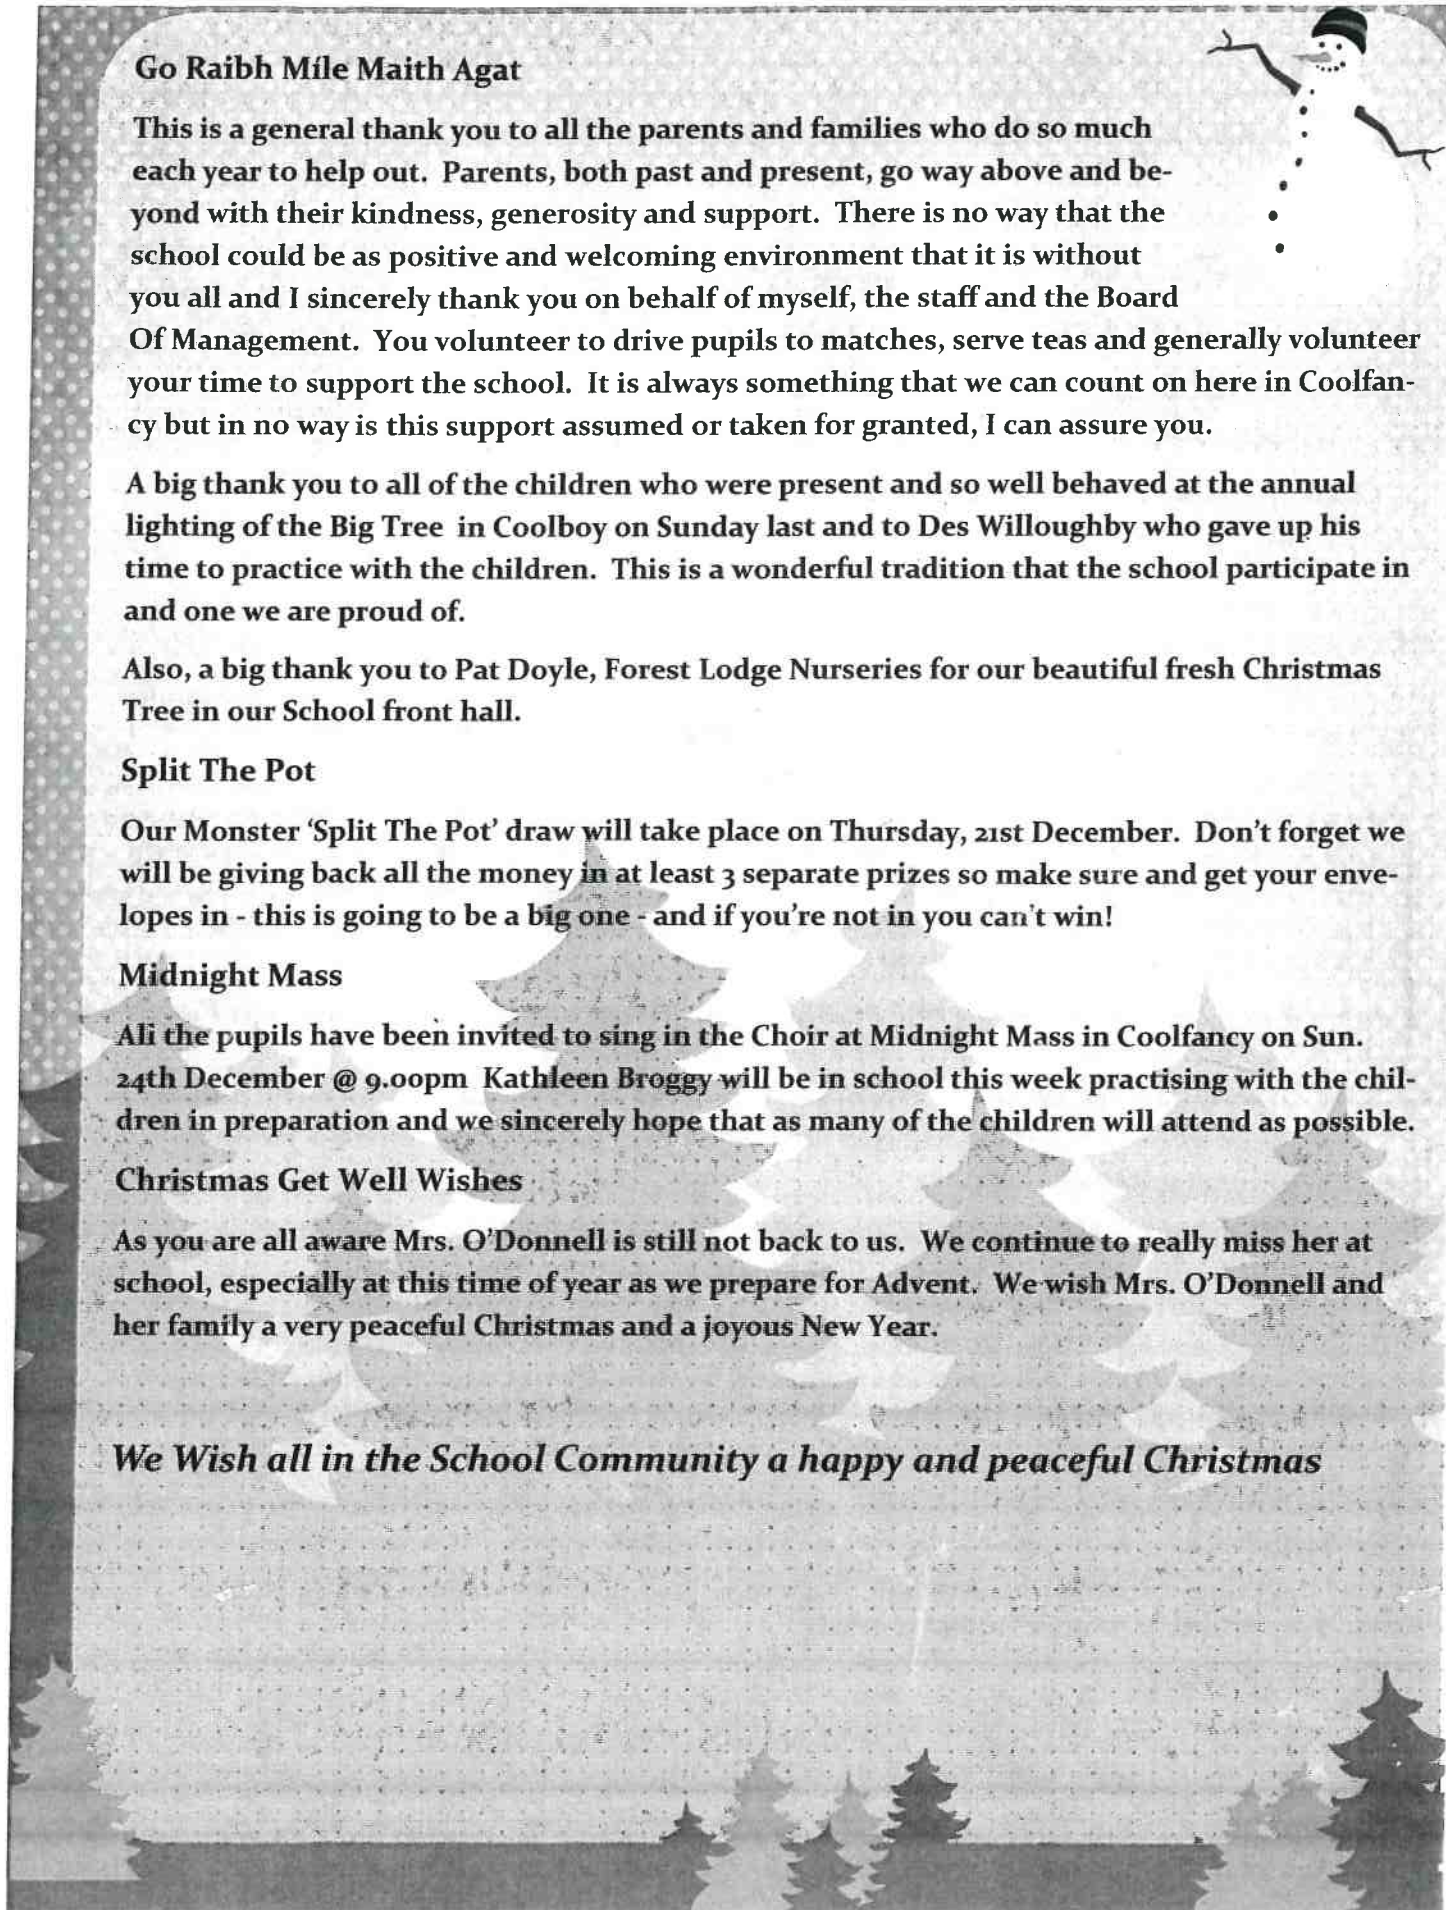 Go Raibh Míle Maith Agat
This is a general thank you to all the parents and families who do so much
each year to help out. Parents, both past and present, go way above and be-
yond with their kindness, generosity and support. There is no way that the
school could be as positive and welcoming environment that it is without
you all and I sincerely thank you on behalf of myself, the staff and the Board
Of Management. You volunteer to drive pupils to matches, serve teas and generally volunteer
your time to support the school. It is always something that we can count on here in Coolfan-
cy but in no way is this support assumed or taken for granted, I can assure you.
A big thank you to all of the children who were present and so well behaved at the annual
lighting of the Big Tree in Coolboy on Sunday last and to Des Willoughby who gave up his
time to practice with the children. This is a wonderful tradition that the school participate in
and one we are proud of.
Also, a big thank you to Pat Doyle, Forest Lodge Nurseries for our beautiful fresh Christmas
Tree in our School front hall.
Split The Pot
Our Monster 'Split The Pot' draw will take place on Thursday, 21st December. Don't forget we
will be giving back all the money in at least 3 separate prizes so make sure and get your enve-
lopes in - this is going to be a big one - and if you're not in you can't win!
Midnight Mass
All the pupils have been invited to sing in the Choir at Midnight Mass in Coolfancy on Sun.
24th December @ 9.00pm Kathleen Broggy will be in school this week practising with the chil-
dren in preparation and we sincerely hope that as many of the children will attend as possible.
Christmas Get Well Wishes
As you are all aware Mrs. O'Donnell is still not back to us. We continue to really miss her at
school, especially at this time of year as we prepare for Advent. We wish Mrs. O'Donnell and
her family a very peaceful Christmas and a joyous New Year.
We Wish all in the School Community a happy and peaceful Christmas